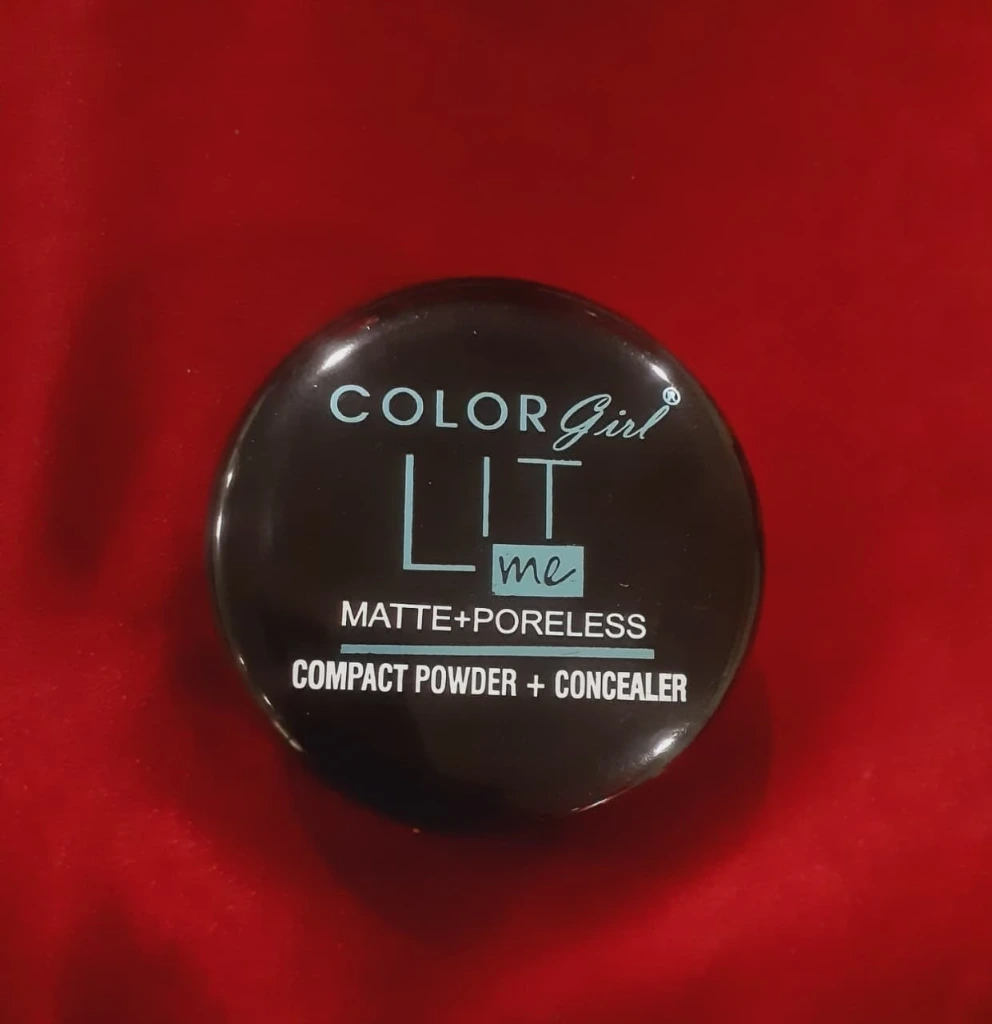 COLOR Girl®
LIT
me
MATTE+PORELESS
COMPACT POWDER + CONCEALER